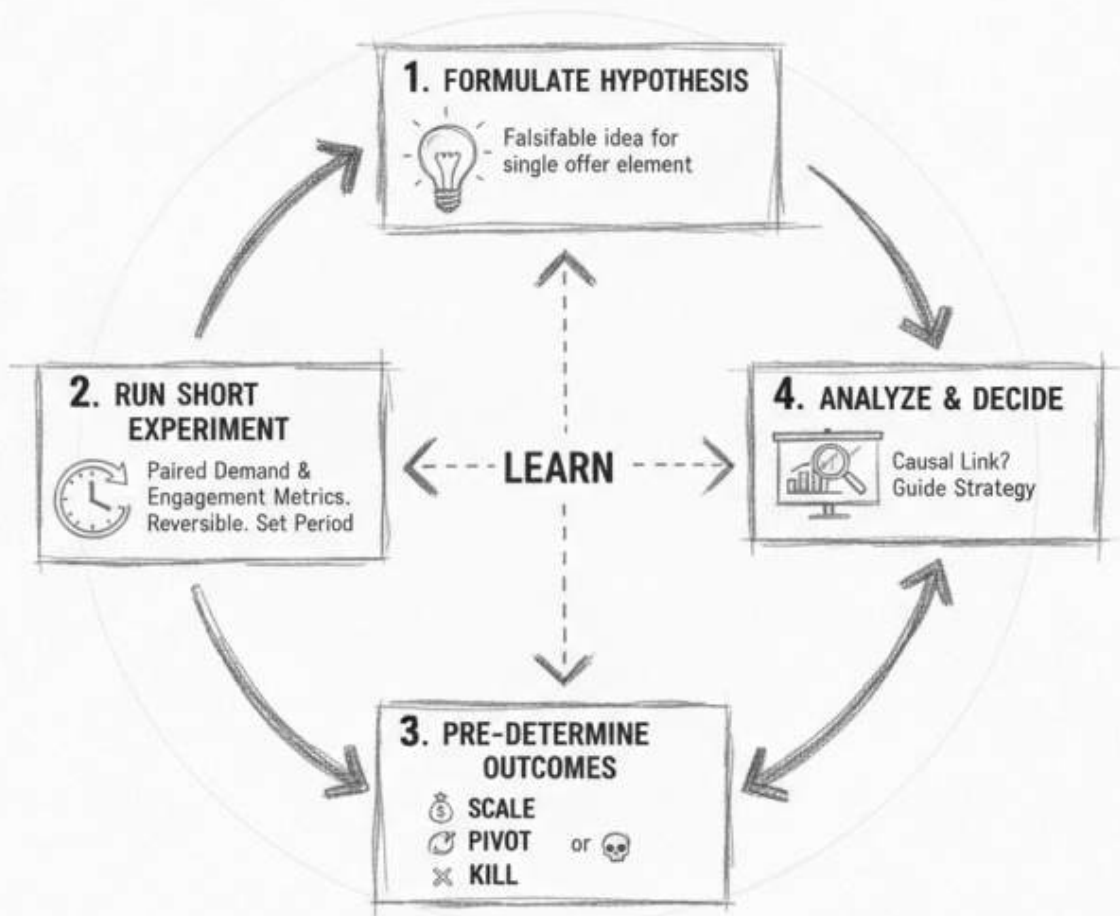 1. FORMULATE HYPOTHESIS
Falsifable idea for
single offer element
2. RUN SHORT
EXPERIMENT
Paired Demand &
Engagement Metrics.
Reversible. Set Period
LEARN
4. ANALYZE & DECIDE
Causal Link?
Guide Strategy
3. PRE-DETERMINE
OUTCOMES
$ SCALE
PIVOT or
KILL